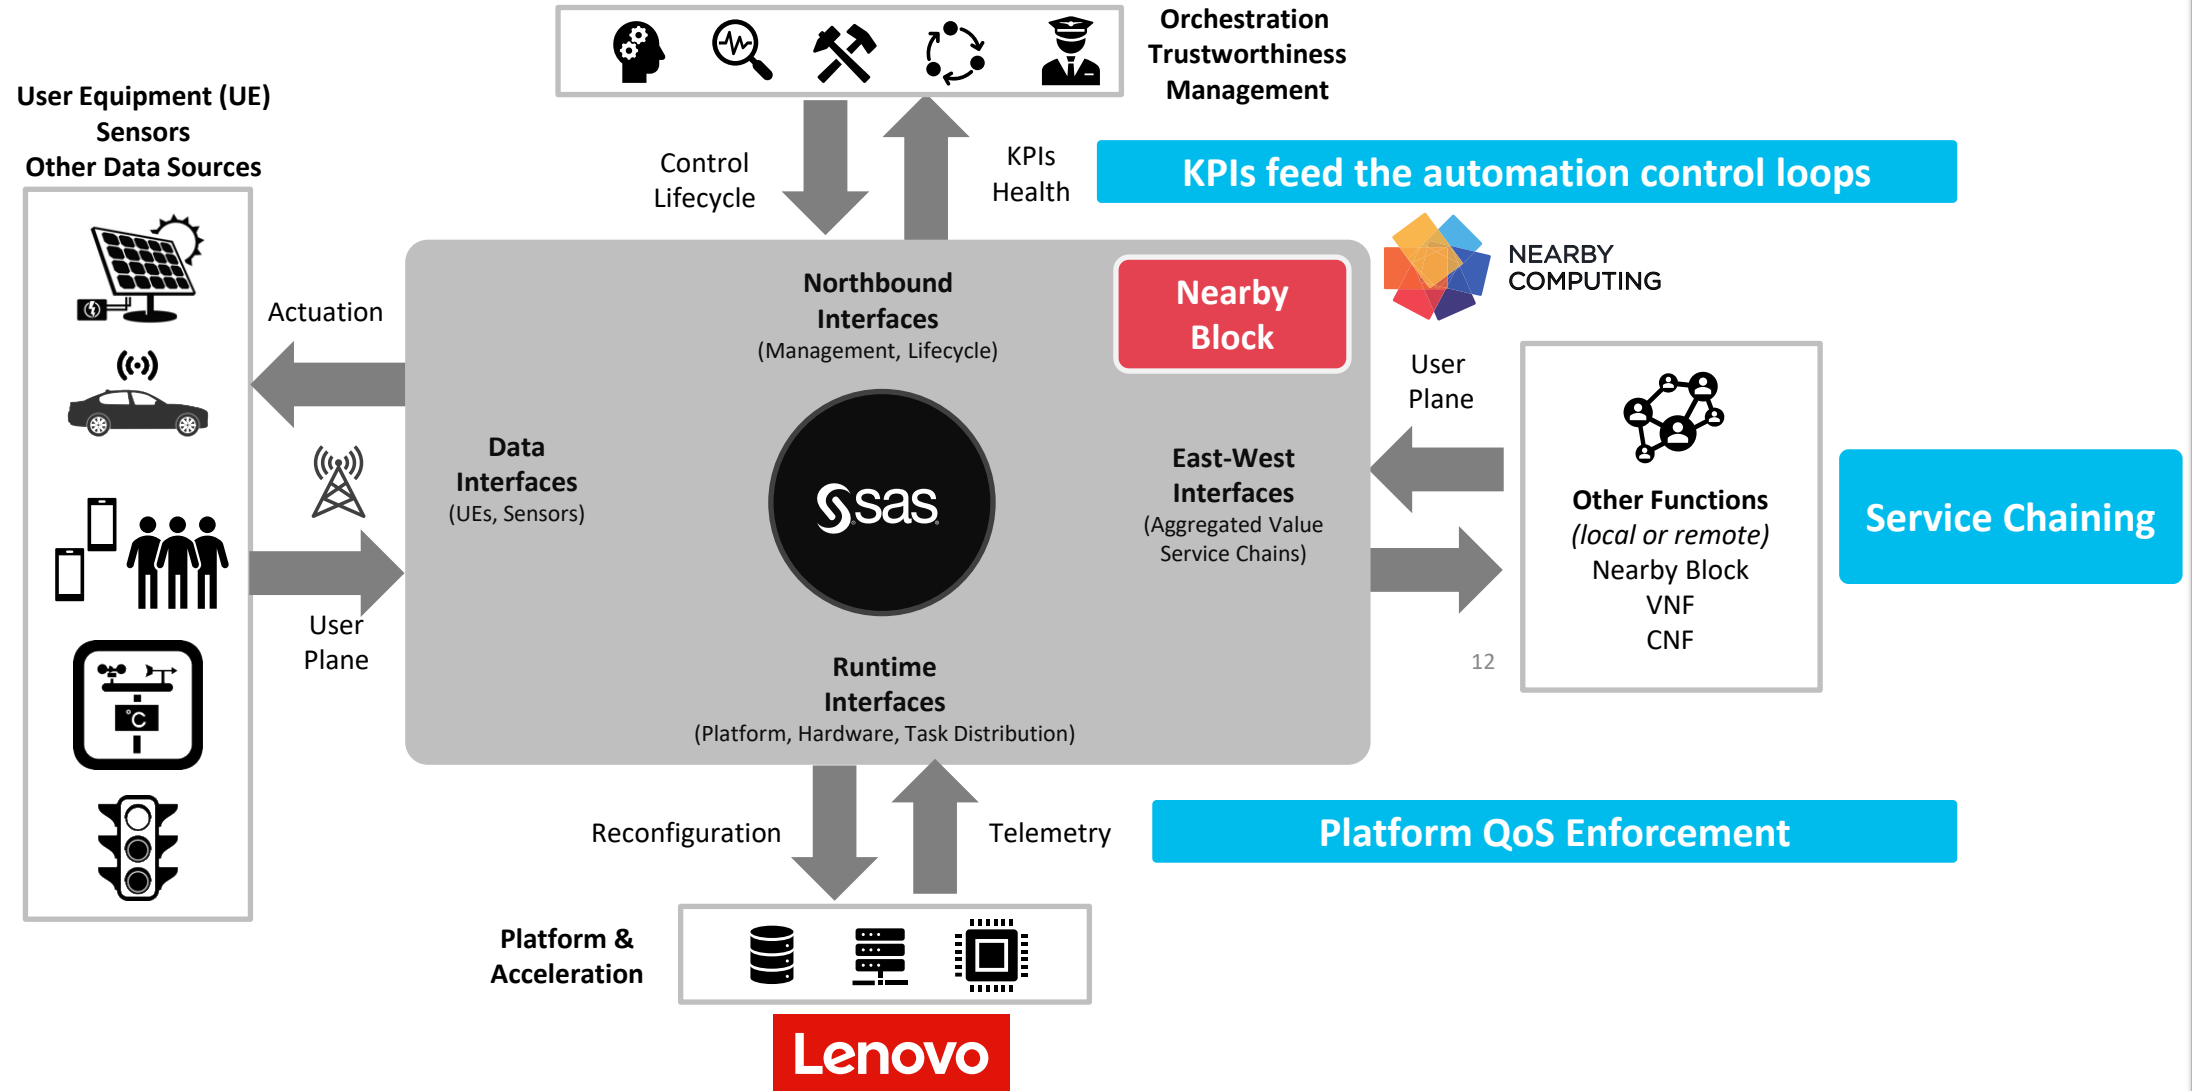 Orchestration
Trustworthiness
Management
User Equipment (UE)
Sensors
Other Data Sources
Control
Lifecycle
KPIs
Health
KPIs feed the automation control loops
NEARBY
COMPUTING
Northbound
Interfaces
(Management, Lifecycle)
Nearby
Block
Actuation
User
Plane
Data
Interfaces
(UEs, Sensors)
sas
East-West
Interfaces
(Aggregated Value
Service Chains)
Other Functions
(local or remote)
Nearby Block
VNF
CNF
Service Chaining
User
Plane
°C
12
Runtime
Interfaces
(Platform, Hardware, Task Distribution)
Reconfiguration
Telemetry
Platform QoS Enforcement
Platform &
Acceleration
Lenovo